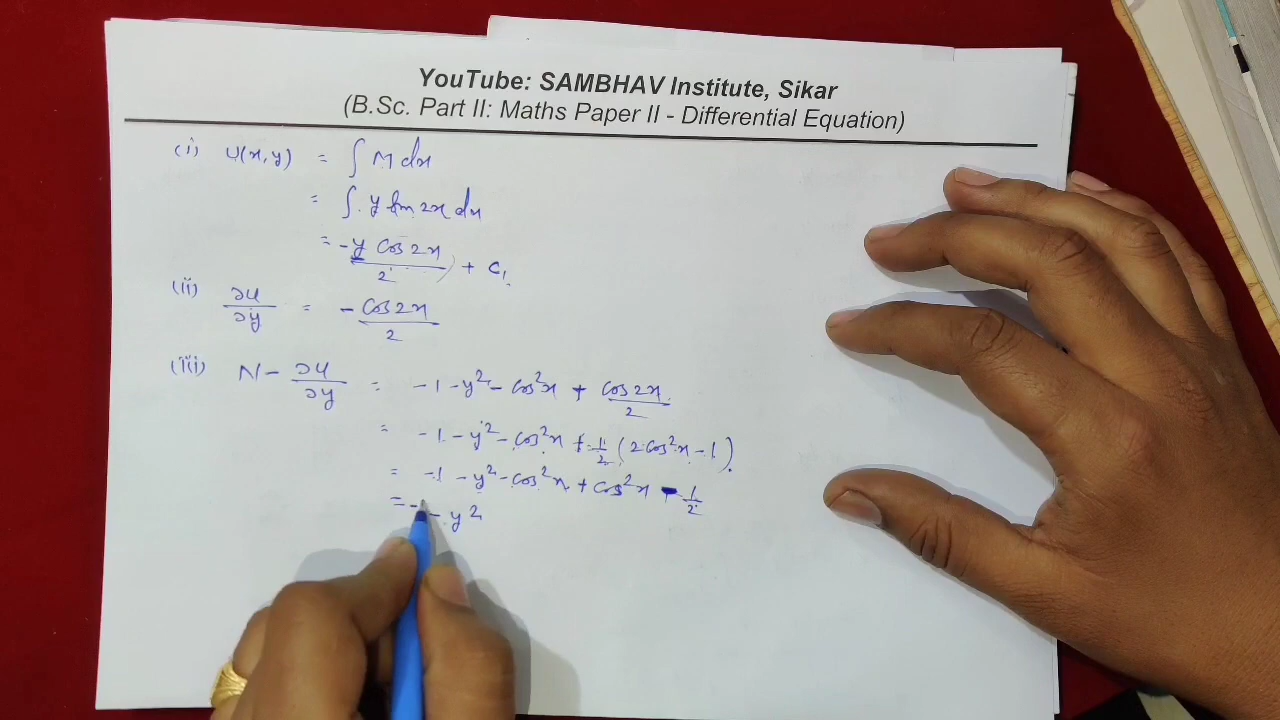 YouTube: SAMBHAV Institute, Sikar
(B.Sc. Part II: Maths Paper II - Differential Equation)
(i) U(x,y) = ∫ M dx
= ∫ y sin 2x dx
= -y cos 2x / 2 + c₁
(ii) ∂u/∂y = - cos 2x / 2
(iii) N - ∂u/∂y = -1 - y² - cos²x + cos 2x / 2
= -1 - y² - cos²x + 1/2 (2cos²x - 1)
= -1 - y² - cos²x + cos²x - 1/2
= - - y²